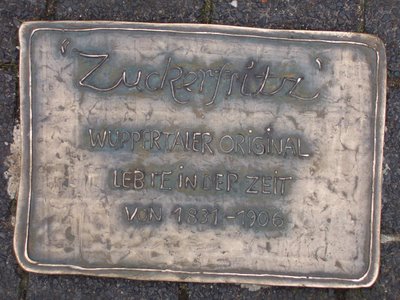 'Zuckerfritz'
WUPPERTALER ORIGINAL
LEBTE IN DER ZEIT
VON 1831-1906